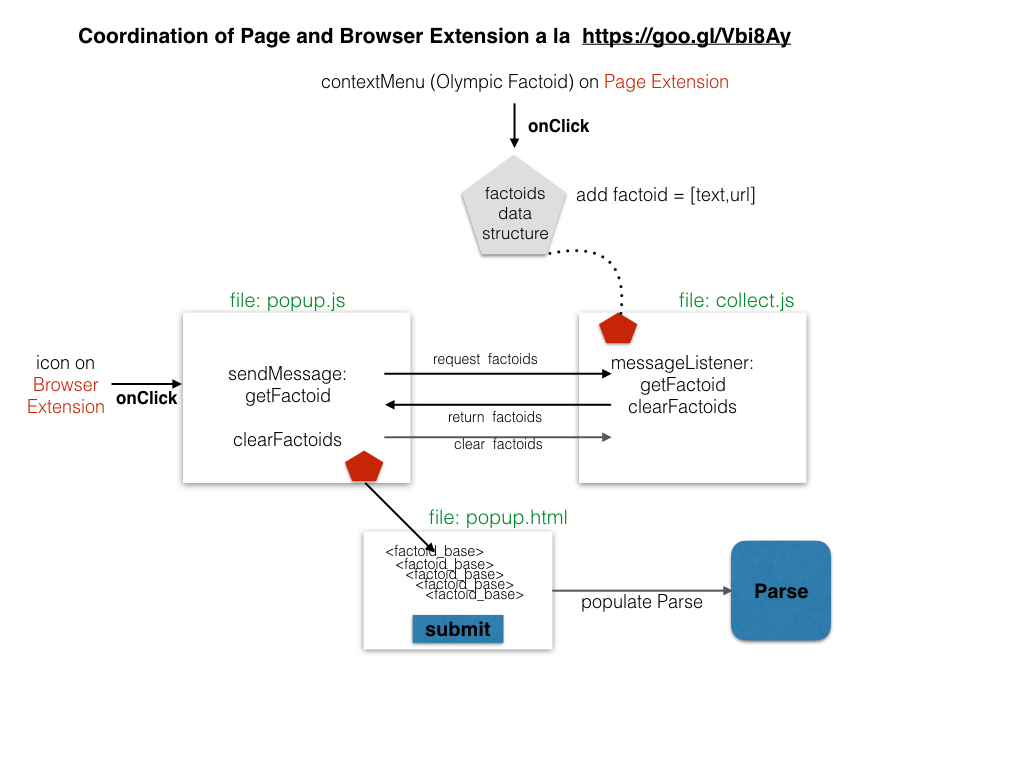 Coordination of Page and Browser Extension a la  https://goo.gl/Vbi8Ay
contextMenu (Olympic Factoid) on Page Extension
onClick
factoids
data
structure
add factoid = [text,url]
file: popup.js
file: collect.js
icon on
Browser
Extension
onClick
sendMessage:
getFactoid
clearFactoids
request factoids
return factoids
clear factoids
messageListener:
getFactoid
clearFactoids
file: popup.html
<factoid_base>
<factoid_base>
<factoid_base>
<factoid_base>
<factoid_base>
submit
populate Parse
Parse